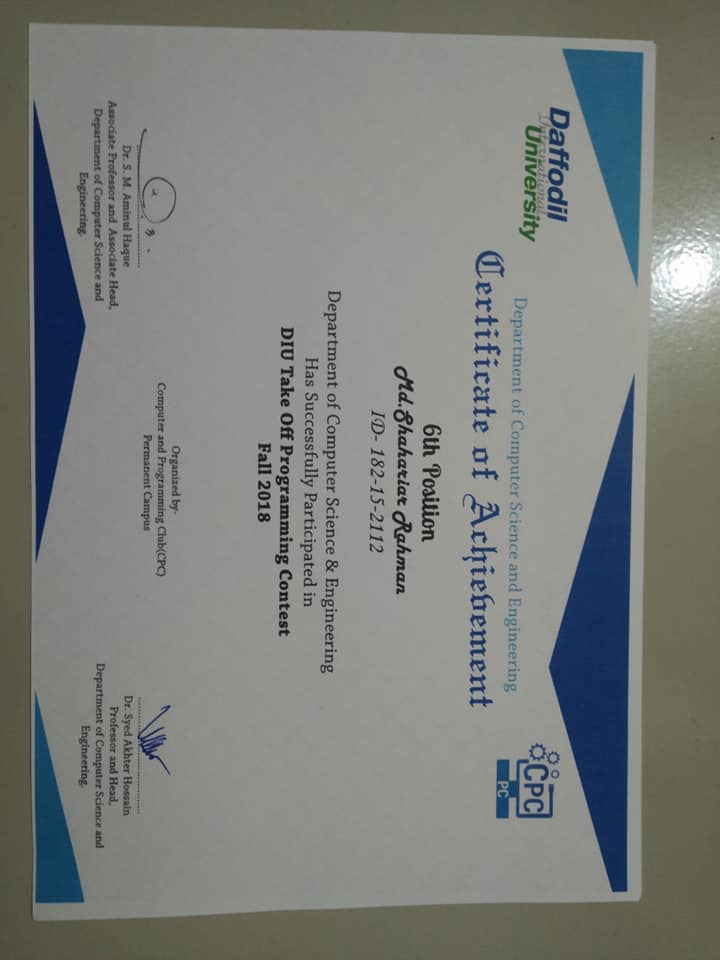 Daffodil
International
University
Department of Computer Science and Engineering
Certificate of Achievement
CPC
PC
6th Position
Md.Shahariar Rahman
ID- 182-15-2112
Department of Computer Science & Engineering
Has Successfully Participated in
DIU Take Off Programming Contest
Fall 2018
Dr. S. M. Aminul Haque
Associate Professor and Associate Head,
Department of Computer Science and
Engineering.
Organized by-
Computer and Programming Club(CPC)
Permanent Campus
Dr. Syed Akhter Hossain
Professor and Head,
Department of Computer Science and
Engineering.